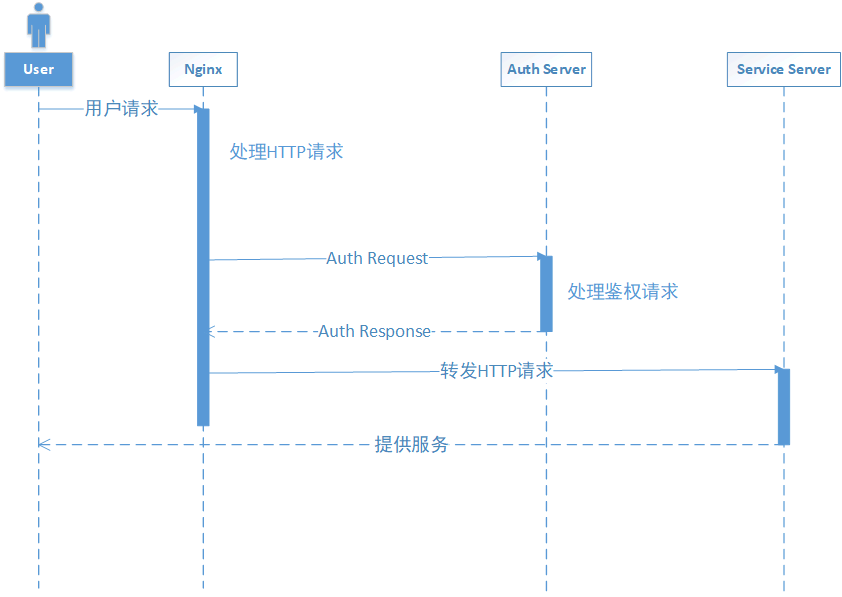 User
Nginx
Auth Server
Service Server
用户请求
处理HTTP请求
Auth Request
处理鉴权请求
Auth Response
转发HTTP请求
提供服务